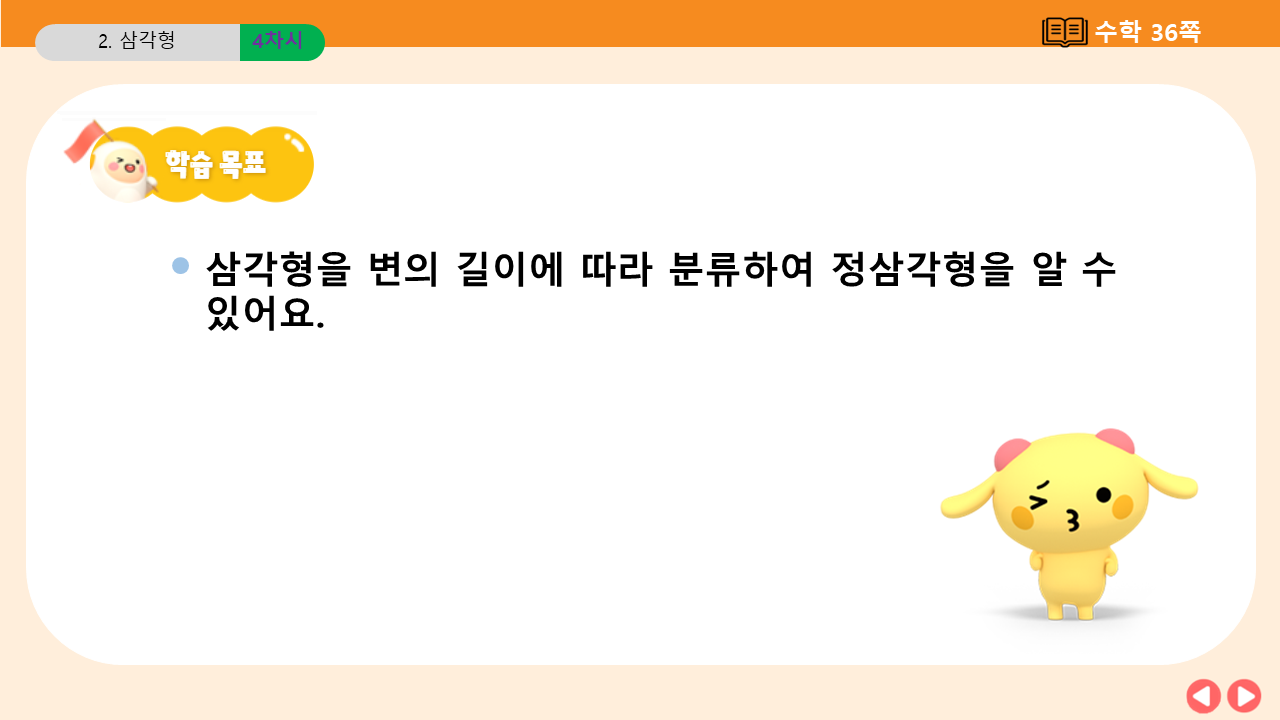 2. 삼각형
4차시
수학 36쪽
학습 목표
삼각형을 변의 길이에 따라 분류하여 정삼각형을 알 수
있어요.